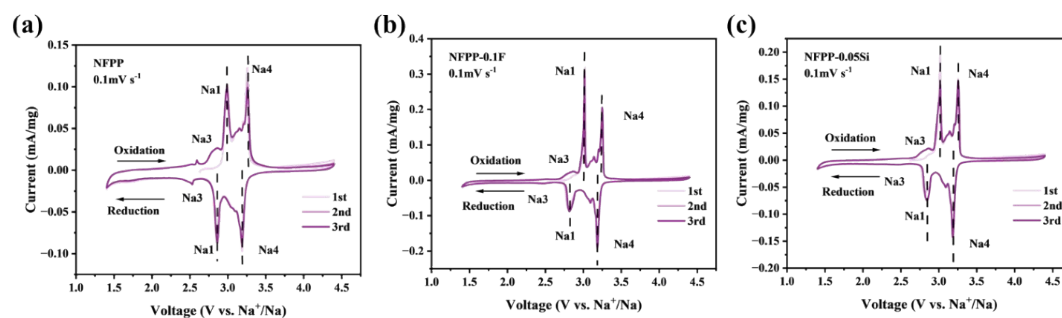 (a)
NFPP
0.1mV s⁻¹
Na4
Na1
Na3
Oxidation
Reduction
Na3
Na1
Na4
1st
2nd
3rd
0.15
0.10
0.05
0.00
−0.05
−0.10
1.5
2.0
2.5
3.0
3.5
4.0
4.5
Current (mA/mg)
Voltage (V vs. Na⁺/Na)
(b)
NFPP-0.1F
0.1mV s⁻¹
Na1
Na4
Na3
Oxidation
Reduction
Na3
Na1
Na4
1st
2nd
3rd
0.4
0.3
0.2
0.1
0.0
−0.1
−0.2
1.5
2.0
2.5
3.0
3.5
4.0
4.5
Current (mA/mg)
Voltage (V vs. Na⁺/Na)
(c)
NFPP-0.05Si
0.1mV s⁻¹
Na1
Na4
Na3
Oxidation
Reduction
Na3
Na1
Na4
1st
2nd
3rd
0.20
0.15
0.10
0.05
0.00
−0.05
−0.10
−0.15
−0.20
1.5
2.0
2.5
3.0
3.5
4.0
4.5
Current (mA/mg)
Voltage (V vs. Na⁺/Na)